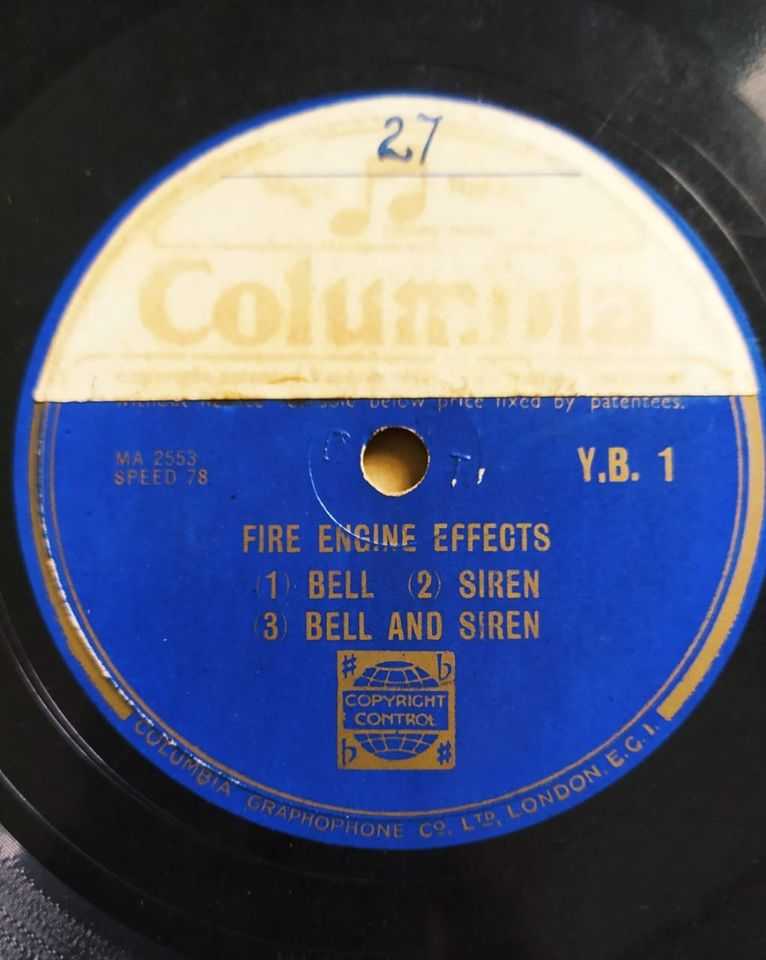 27
Columbia
below price fixed by patentees.
MA 2553
SPEED 78
Y.B. 1
FIRE ENGINE EFFECTS
(1) BELL (2) SIREN
(3) BELL AND SIREN
COPYRIGHT
CONTROL
COLUMBIA GRAPHOPHONE CO. LTD, LONDON. E.C.1.